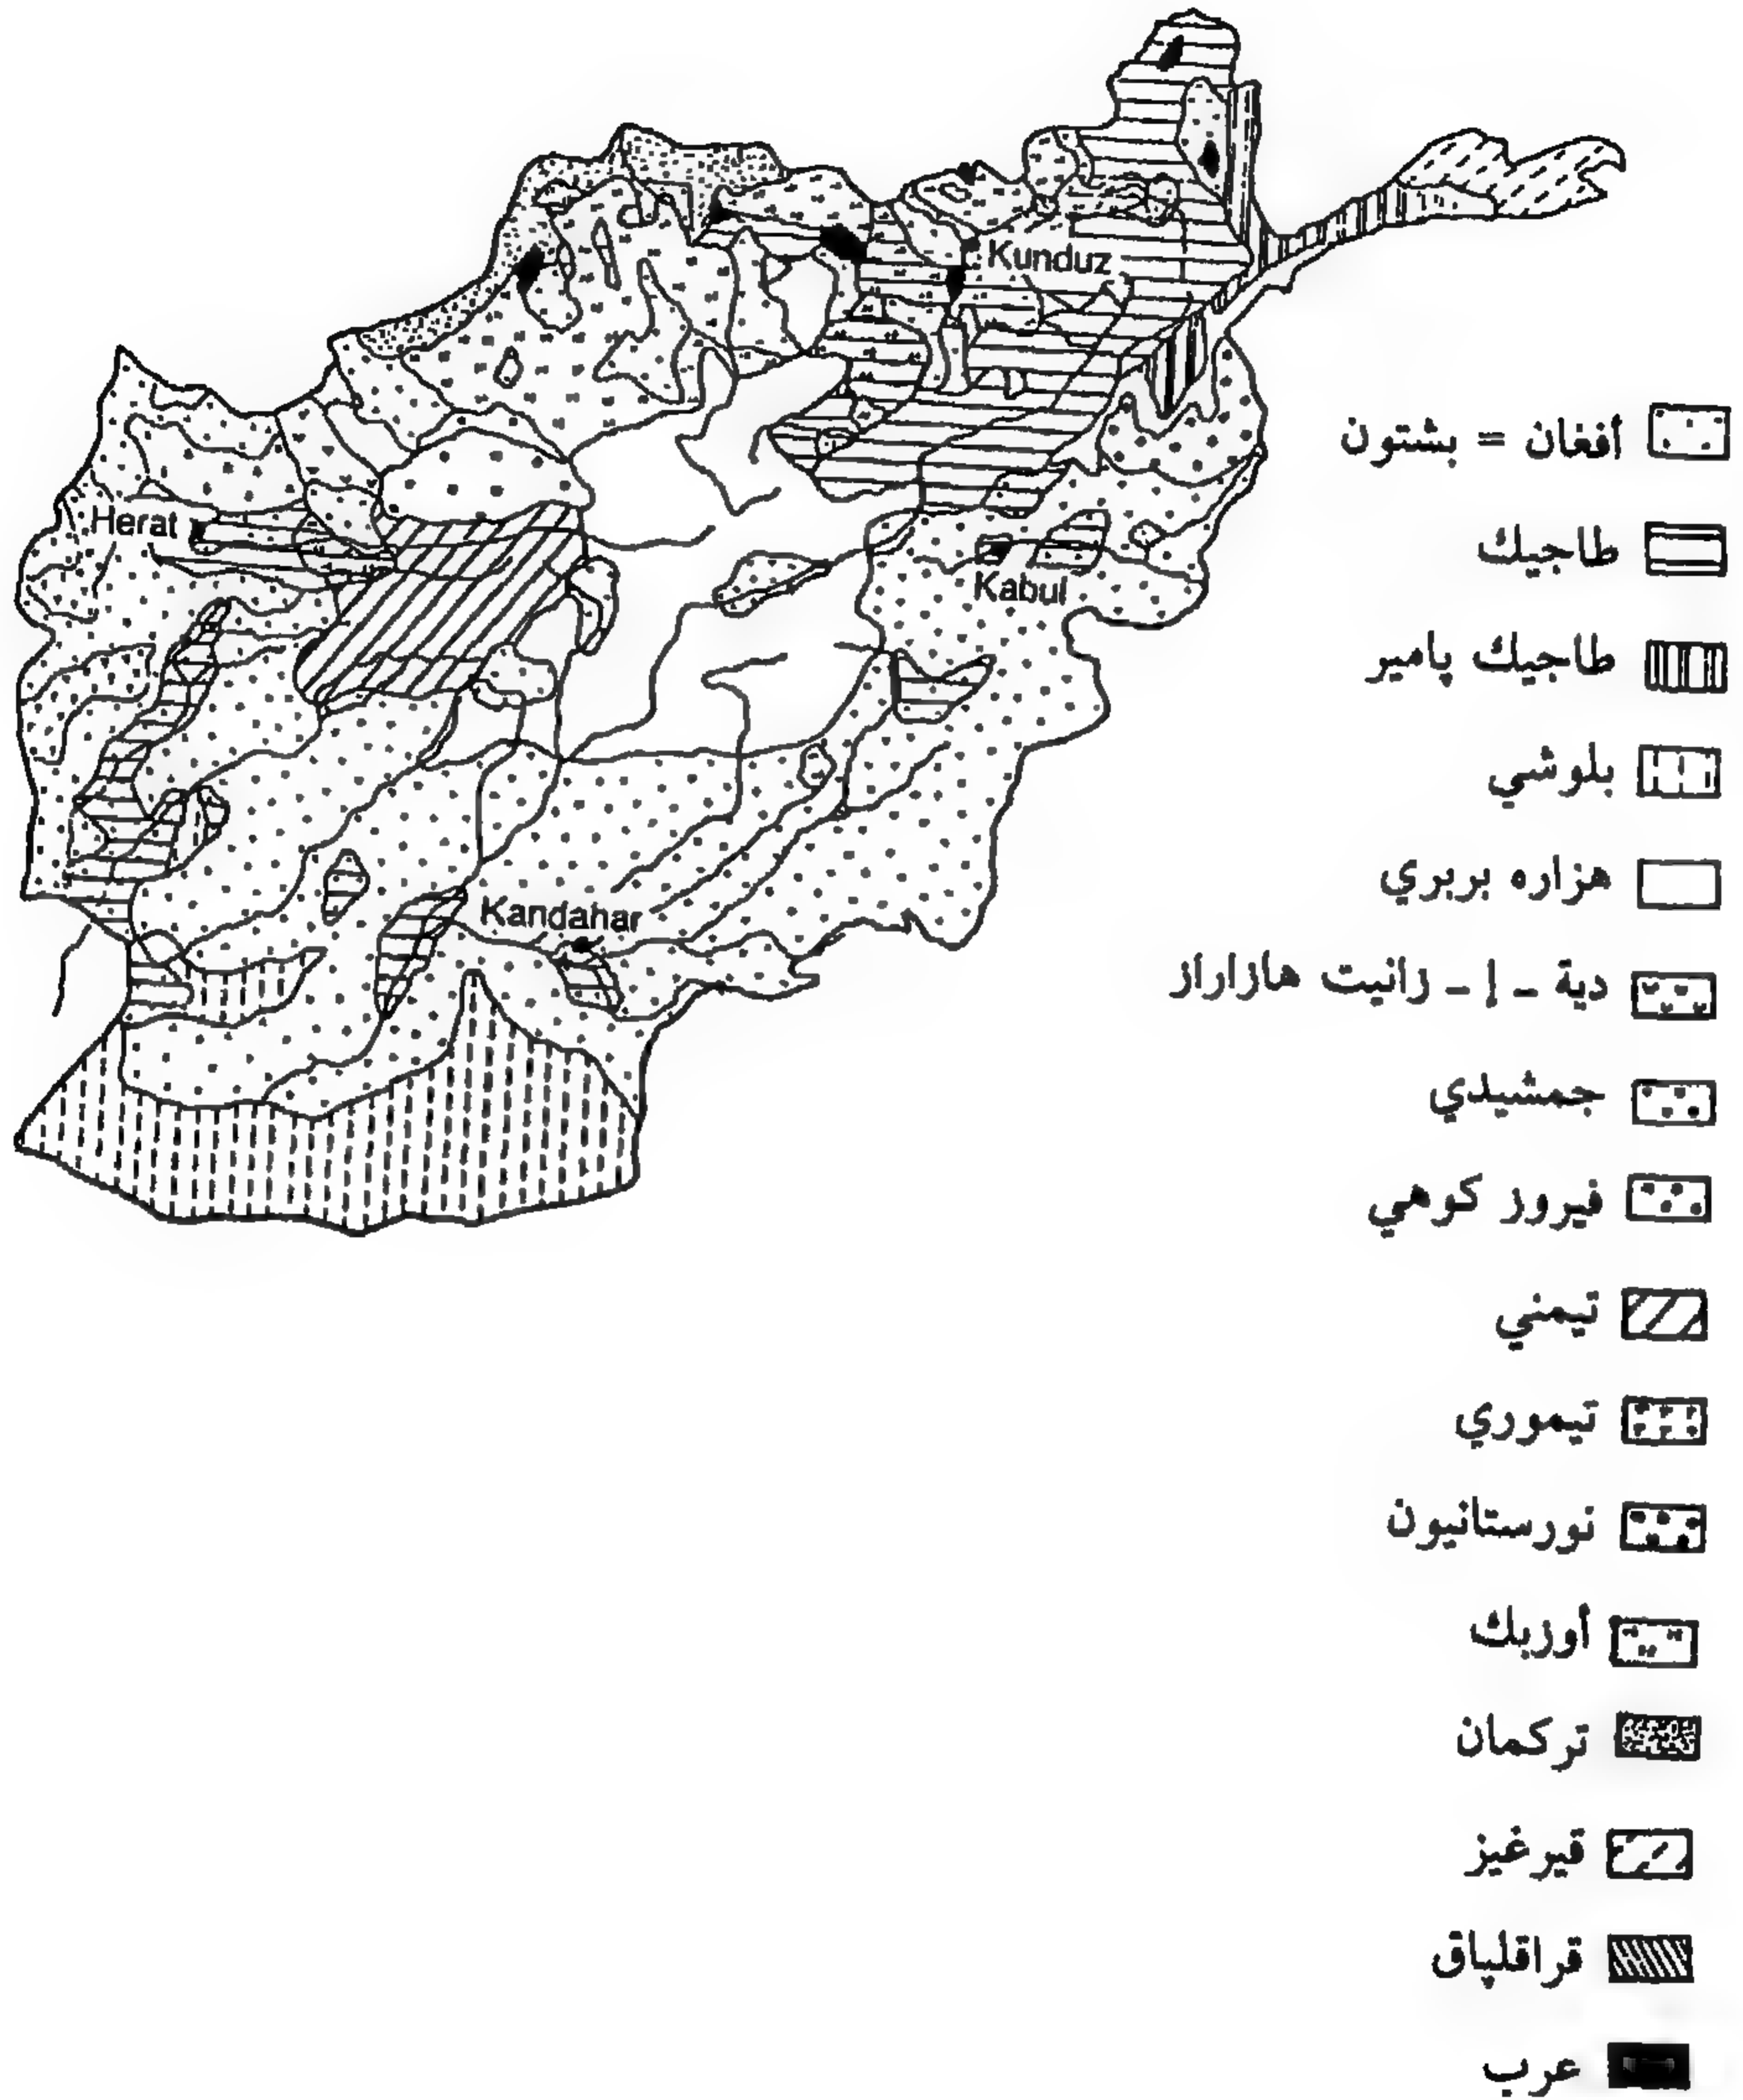 Kunduz
Herat
Kabul
Kandahar
أفغان = بشتون
طاجيك
طاجيك پامير
بلوشي
هزاره بربري
دية - إ - زانيت هازاراز
جمشيدي
فيروز كوهي
تيمني
تيموري
نورستانيون
أوزبك
تركمان
قيرغيز
قراقلپاق
عرب